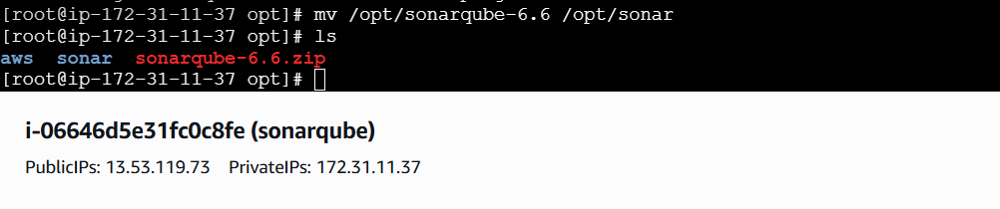 [root@ip-172-31-11-37 opt]# mv /opt/sonarqube-6.6 /opt/sonar
[root@ip-172-31-11-37 opt]# ls
aws  sonar  sonarqube-6.6.zip
[root@ip-172-31-11-37 opt]#
i-06646d5e31fc0c8fe (sonarqube)
PublicIPs: 13.53.119.73  PrivateIPs: 172.31.11.37